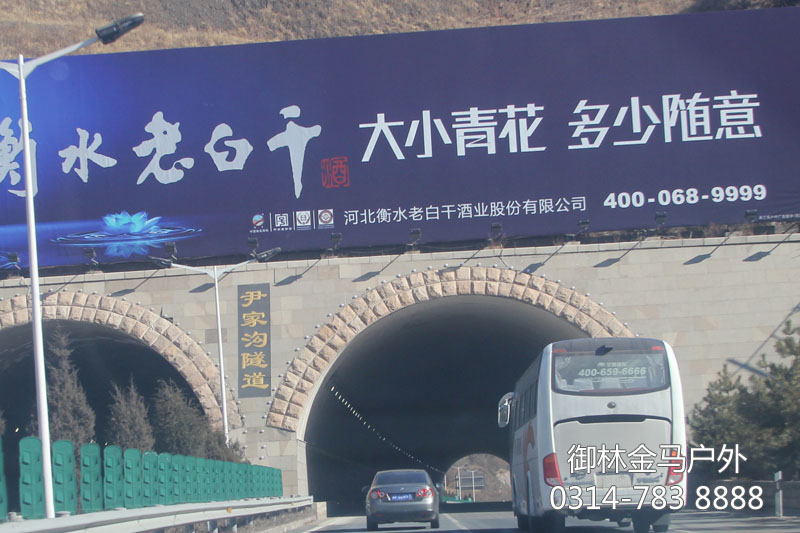 衡水老白干
酒
大小青花 多少随意
河北衡水老白干酒业股份有限公司 400-068-9999
尹家沟隧道
400-659-6666
御林金马户外
0314-783 8888